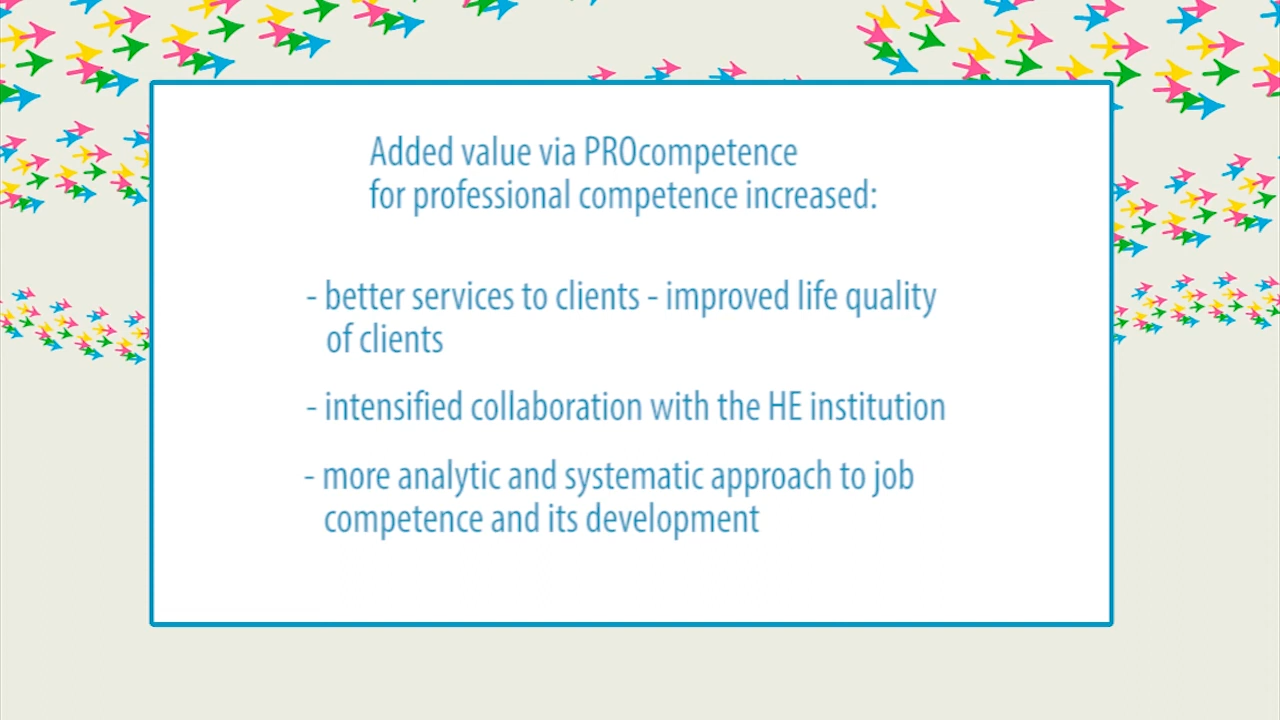 Added value via PROcompetence
for professional competence increased:
- better services to clients - improved life quality
of clients
- intensified collaboration with the HE institution
- more analytic and systematic approach to job
competence and its development